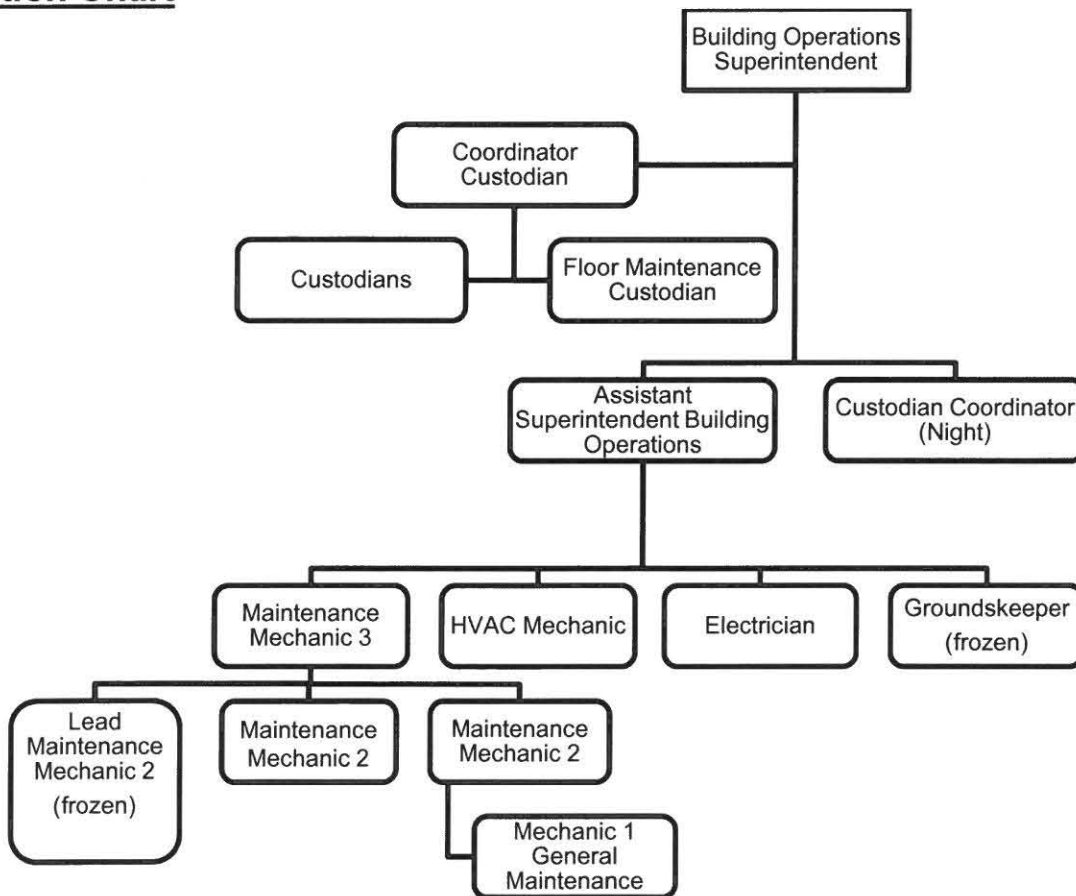 Building Operations
Superintendent
Coordinator
Custodian
Custodians
Floor Maintenance
Custodian
Assistant
Superintendent Building
Operations
Custodian Coordinator
(Night)
Maintenance
Mechanic 3
HVAC Mechanic
Electrician
Groundskeeper
(frozen)
Lead
Maintenance
Mechanic 2
(frozen)
Maintenance
Mechanic 2
Maintenance
Mechanic 2
Mechanic 1
General
Maintenance